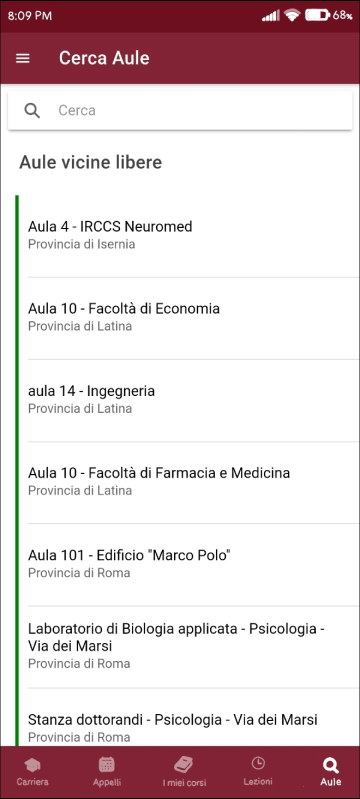 8:09 PM
68%
Cerca Aule
Cerca
Aule vicine libere
Aula 4 - IRCCS Neuromed
Provincia di Isernia
Aula 10 - Facoltà di Economia
Provincia di Latina
aula 14 - Ingegneria
Provincia di Latina
Aula 10 - Facoltà di Farmacia e Medicina
Provincia di Latina
Aula 101 - Edificio "Marco Polo"
Provincia di Roma
Laboratorio di Biologia applicata - Psicologia -
Via dei Marsi
Provincia di Roma
Stanza dottorandi - Psicologia - Via dei Marsi
Provincia di Roma
Carriera
Appelli
I miei corsi
Lezioni
Aule